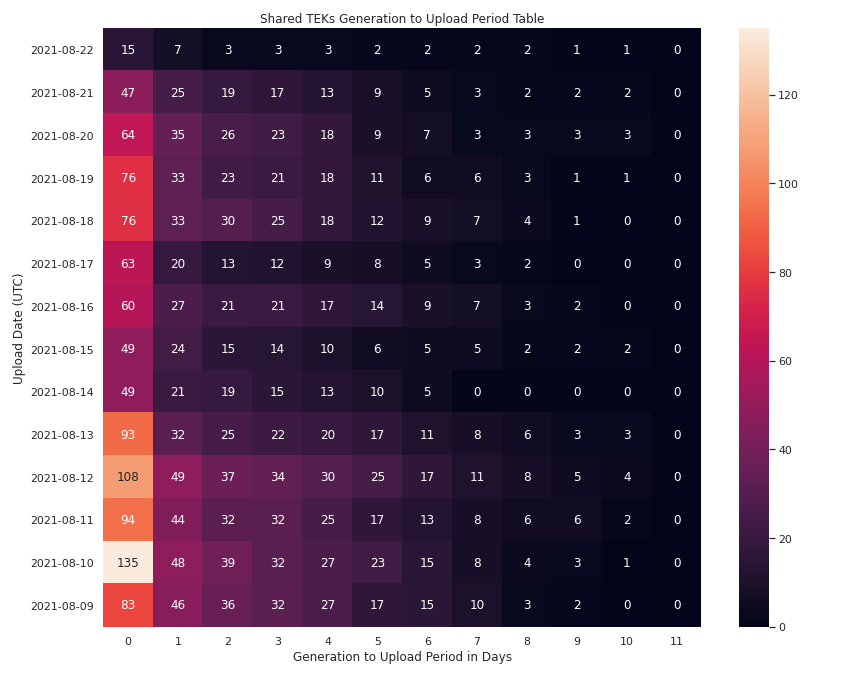 Shared TEKs Generation to Upload Period Table
Upload Date (UTC)
2021-08-22 15 7 3 3 3 2 2 2 2 1 1 0
2021-08-21 47 25 19 17 13 9 5 3 2 2 2 0
2021-08-20 64 35 26 23 18 9 7 3 3 3 3 0
2021-08-19 76 33 23 21 18 11 6 6 3 1 1 0
2021-08-18 76 33 30 25 18 12 9 7 4 1 0 0
2021-08-17 63 20 13 12 9 8 5 3 2 0 0 0
2021-08-16 60 27 21 21 17 14 9 7 3 2 0 0
2021-08-15 49 24 15 14 10 6 5 5 2 2 2 0
2021-08-14 49 21 19 15 13 10 5 0 0 0 0 0
2021-08-13 93 32 25 22 20 17 11 8 6 3 3 0
2021-08-12 108 49 37 34 30 25 17 11 8 5 4 0
2021-08-11 94 44 32 32 25 17 13 8 6 6 2 0
2021-08-10 135 48 39 32 27 23 15 8 4 3 1 0
2021-08-09 83 46 36 32 27 17 15 10 3 2 0 0
0 1 2 3 4 5 6 7 8 9 10 11
Generation to Upload Period in Days
120
100
80
60
40
20
0